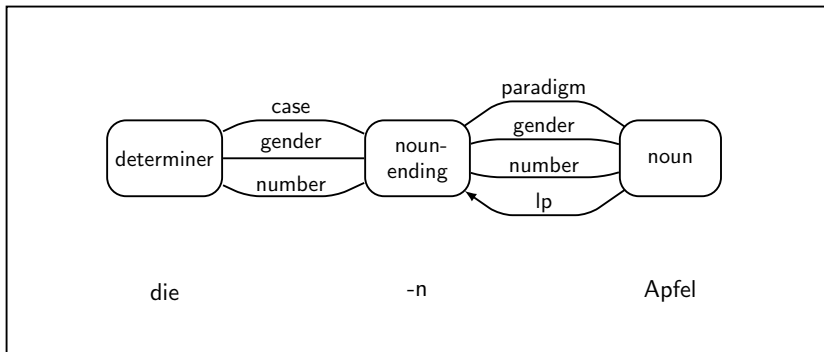 case
gender
number
paradigm
gender
number
lp
determiner
noun-
ending
noun
die
-n
Apfel